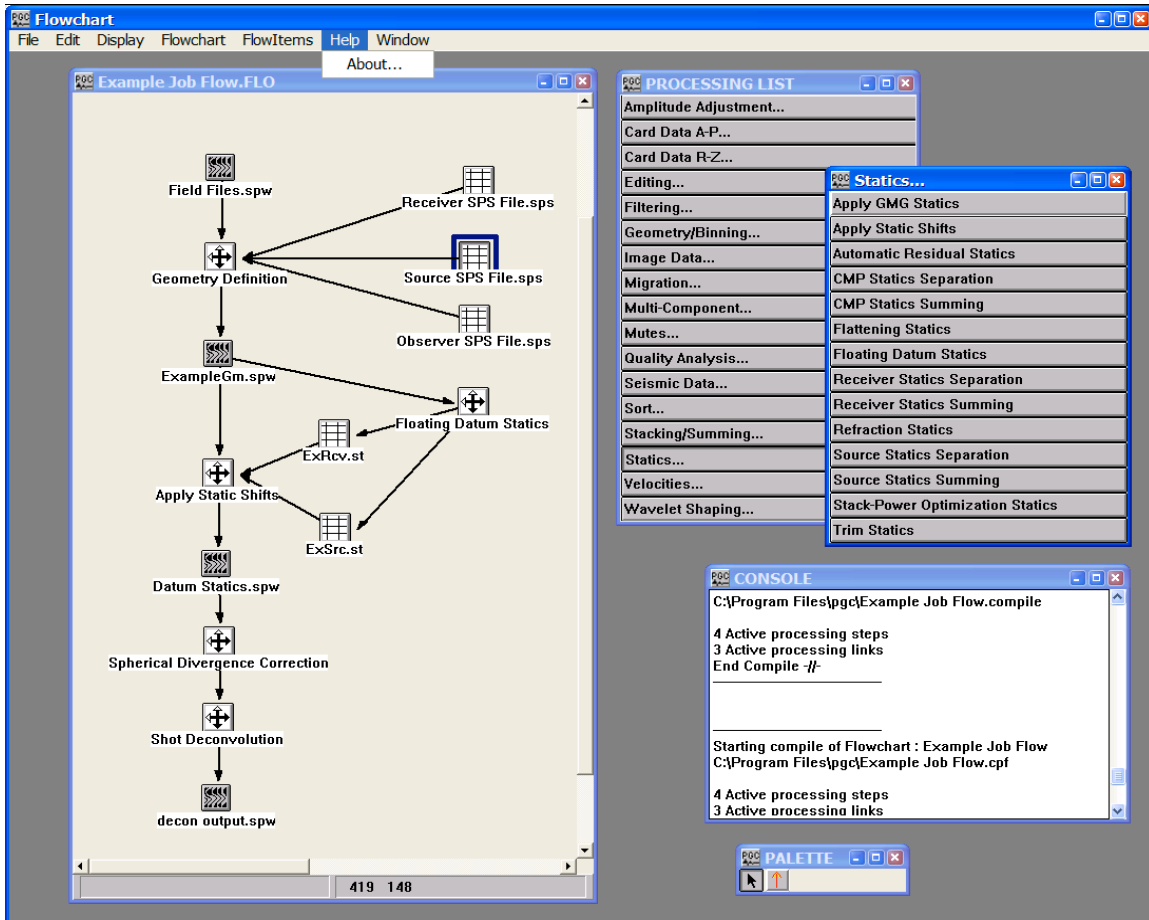 PGC Flowchart
File Edit Display Flowchart FlowItems Help Window
About...
PGC Example Job Flow.FLO
Field Files.spw
Receiver SPS File.sps
Geometry Definition
Source SPS File.sps
Observer SPS File.sps
ExampleGm.spw
Floating Datum Statics
ExRcv.st
Apply Static Shifts
ExSrc.st
Datum Statics.spw
Spherical Divergence Correction
Shot Deconvolution
decon output.spw
419 148
PGC PROCESSING LIST
Amplitude Adjustment...
Card Data A-P...
Card Data R-Z...
Editing...
Filtering...
Geometry/Binning...
Image Data...
Migration...
Multi-Component...
Mutes...
Quality Analysis...
Seismic Data...
Sort...
Stacking/Summing...
Statics...
Velocities...
Wavelet Shaping...
PGC Statics...
Apply GMG Statics
Apply Static Shifts
Automatic Residual Statics
CMP Statics Separation
CMP Statics Summing
Flattening Statics
Floating Datum Statics
Receiver Statics Separation
Receiver Statics Summing
Refraction Statics
Source Statics Separation
Source Statics Summing
Stack-Power Optimization Statics
Trim Statics
PGC CONSOLE
C:\Program Files\pgc\Example Job Flow.compile
4 Active processing steps
3 Active processing links
End Compile -//-
Starting compile of Flowchart : Example Job Flow
C:\Program Files\pgc\Example Job Flow.cpf
4 Active processing steps
3 Active processing links
PGC PALETTE